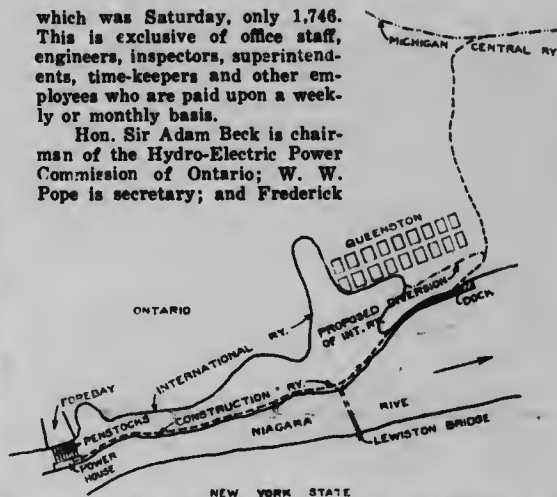 which was Saturday, only 1,746.
This is exclusive of office staff,
engineers, inspectors, superintend-
ents, time-keepers and other em-
ployees who are paid upon a week-
ly or monthly basis.
Hon. Sir Adam Beck is chair-
man of the Hydro-Electric Power
Commission of Ontario; W. W.
Pope is secretary; and Frederick
MICHIGAN CENTRAL RY
QUEENSTON
ONTARIO
PROPOSED DIVERSION
OF INT. RY.
DOCK
INTERNATIONAL RY.
FOREBAY
CONSTRUCTION RY.
PENSTOCKS
POWER
HOUSE
NIAGARA RIVE
LEWISTON BRIDGE
NEW YORK STATE